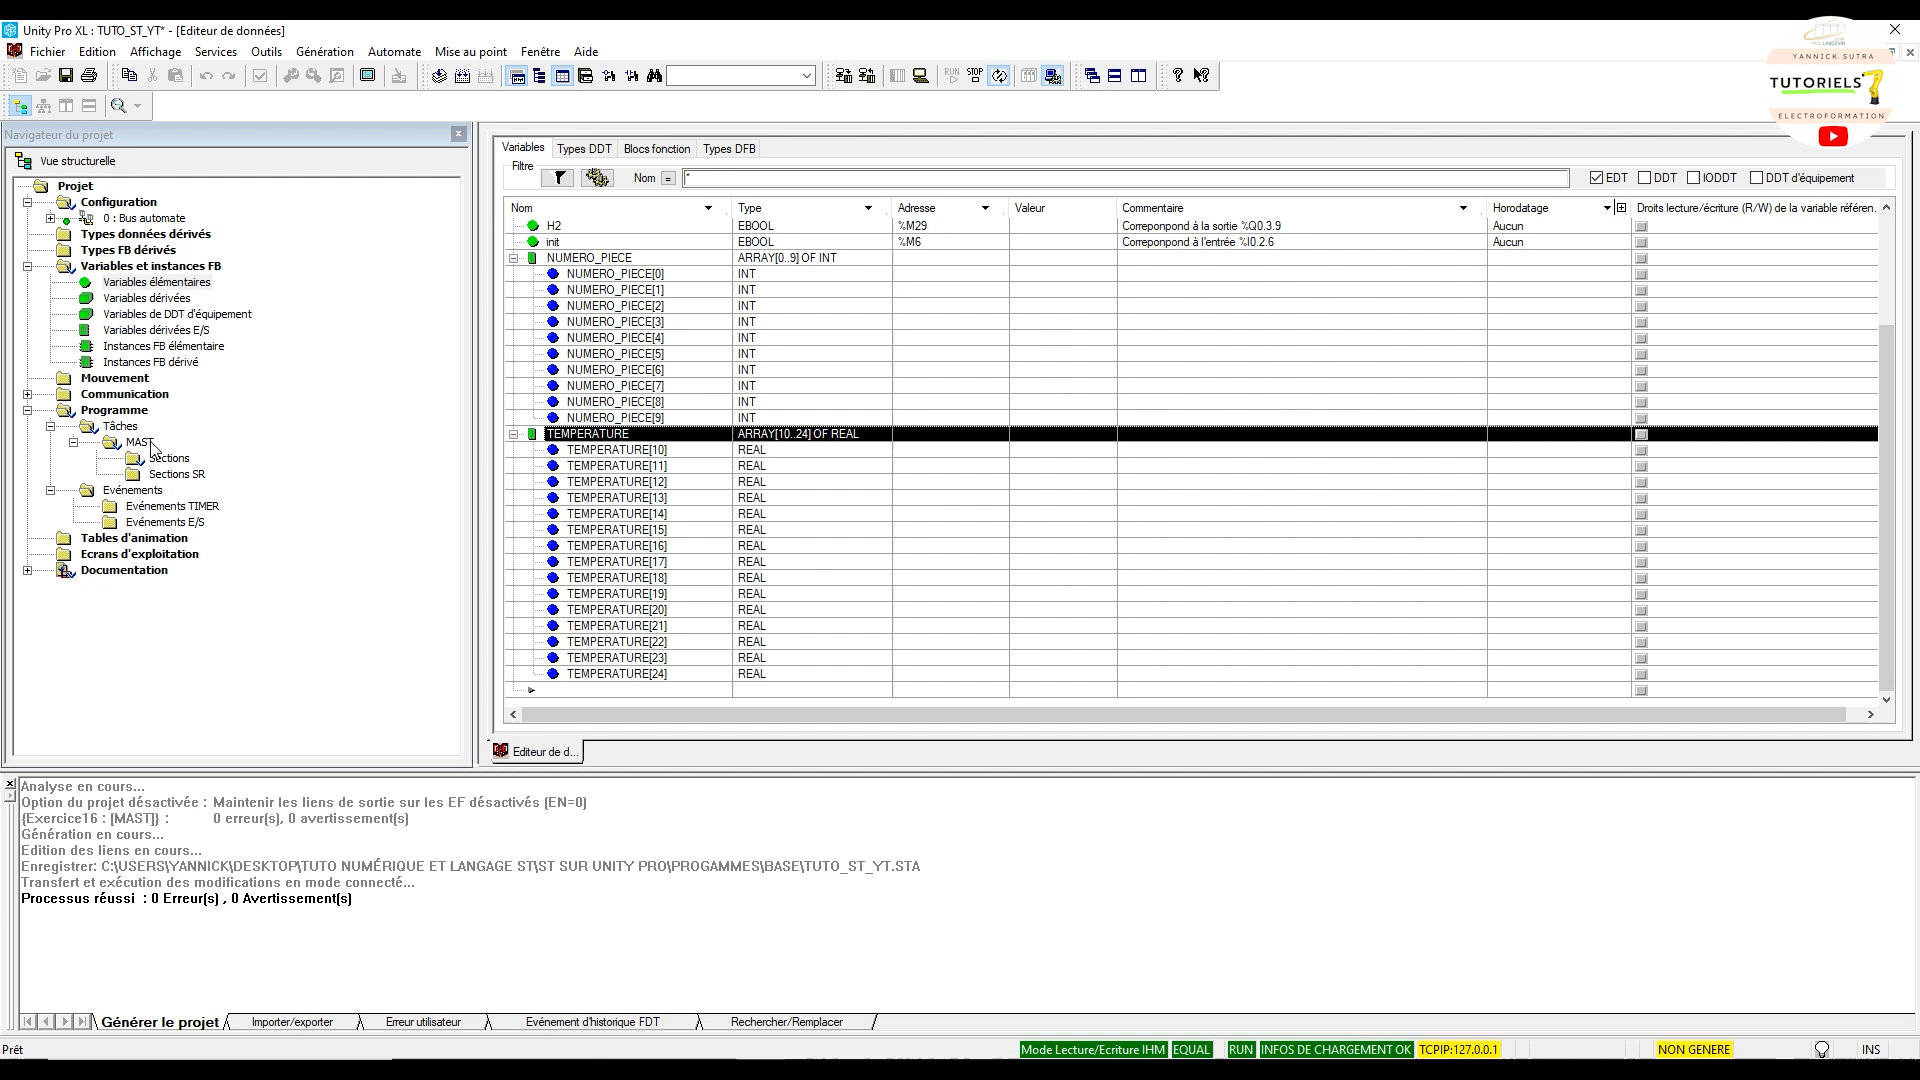 Unity Pro XL : TUTO_ST_YT* - [Editeur de données]
Fichier Edition Affichage Services Outils Génération Automate Mise au point Fenêtre Aide
YANNICK SUTRA
TUTORIELS
ELECTROFORMATION
RUN STOP
Navigateur du projet
Vue structurelle
Projet
Configuration
0 : Bus automate
Types données dérivés
Types FB dérivés
Variables et instances FB
Variables élémentaires
Variables dérivées
Variables de DDT d'équipement
Variables dérivées E/S
Instances FB élémentaire
Instances FB dérivé
Mouvement
Communication
Programme
Tâches
MAST
Sections
Sections SR
Evénements
Evénements TIMER
Evénements E/S
Tables d'animation
Ecrans d'exploitation
Documentation
Variables Types DDT Blocs fonction Types DFB
Filtre
Nom = * EDT DDT IODDT DDT d'équipement
Nom Type Adresse Valeur Commentaire Horodatage Droits lecture/écriture (R/W) de la variable référen...
H2 EBOOL %M29 Correponpond à la sortie %Q0.3.9 Aucun
init EBOOL %M6 Correponpond à l'entrée %I0.2.6 Aucun
NUMERO_PIECE ARRAY[0..9] OF INT
NUMERO_PIECE[0] INT
NUMERO_PIECE[1] INT
NUMERO_PIECE[2] INT
NUMERO_PIECE[3] INT
NUMERO_PIECE[4] INT
NUMERO_PIECE[5] INT
NUMERO_PIECE[6] INT
NUMERO_PIECE[7] INT
NUMERO_PIECE[8] INT
NUMERO_PIECE[9] INT
TEMPERATURE ARRAY[10..24] OF REAL
TEMPERATURE[10] REAL
TEMPERATURE[11] REAL
TEMPERATURE[12] REAL
TEMPERATURE[13] REAL
TEMPERATURE[14] REAL
TEMPERATURE[15] REAL
TEMPERATURE[16] REAL
TEMPERATURE[17] REAL
TEMPERATURE[18] REAL
TEMPERATURE[19] REAL
TEMPERATURE[20] REAL
TEMPERATURE[21] REAL
TEMPERATURE[22] REAL
TEMPERATURE[23] REAL
TEMPERATURE[24] REAL
Editeur de d...
Analyse en cours...
Option du projet désactivée : Maintenir les liens de sortie sur les EF désactivés (EN=0)
{Exercice16 : [MAST]} : 0 erreur(s), 0 avertissement(s)
Génération en cours...
Edition des liens en cours...
Enregistrer: C:\USERS\YANNICK\DESKTOP\TUTO NUMÉRIQUE ET LANGAGE ST\ST SUR UNITY PRO\PROGAMMES\BASE\TUTO_ST_YT.STA
Transfert et exécution des modifications en mode connecté...
Processus réussi : 0 Erreur(s) , 0 Avertissement(s)
Générer le projet Importer/exporter Erreur utilisateur Evénement d'historique FDT Rechercher/Remplacer
Prêt Mode Lecture/Ecriture IHM EQUAL RUN INFOS DE CHARGEMENT OK TCPIP:127.0.0.1 NON GENERE INS